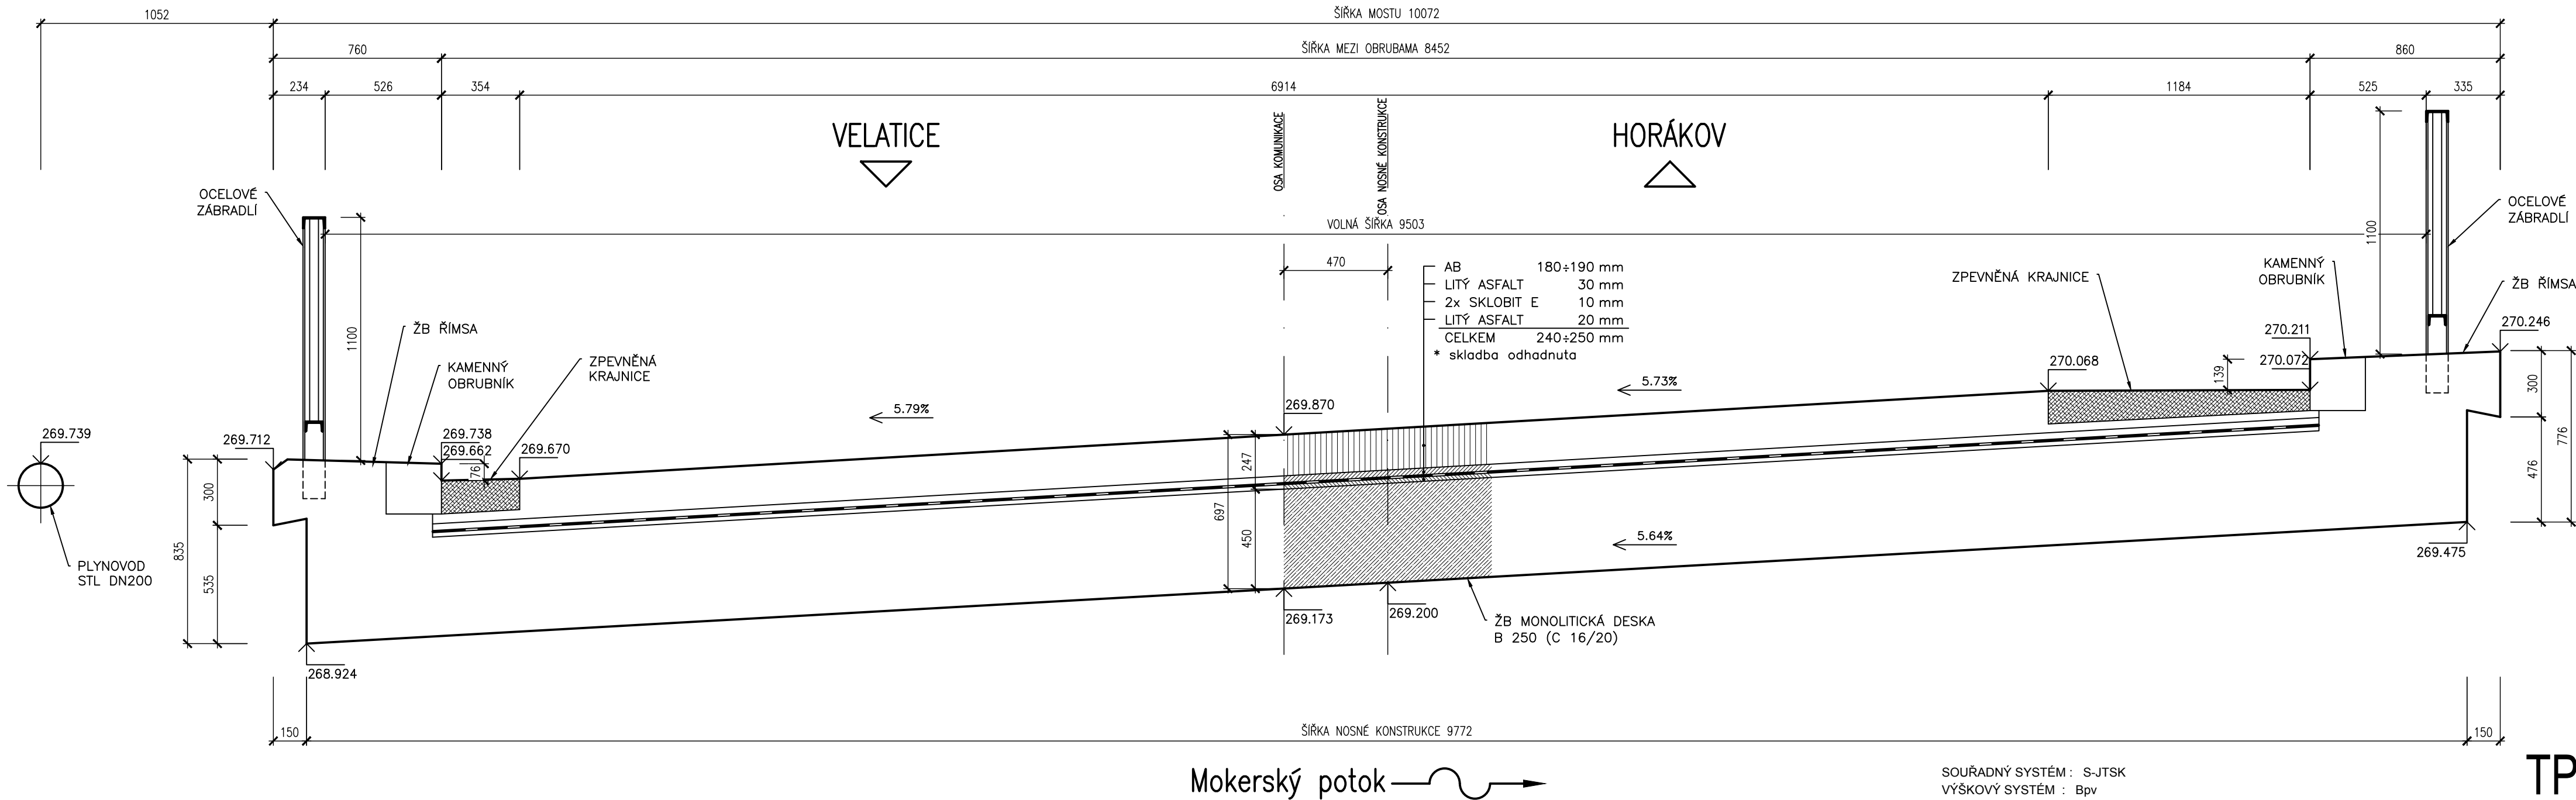 1052
ŠÍŘKA MOSTU 10072
760
ŠÍŘKA MEZI OBRUBAMA 8452
860
234
526
354
6914
1184
525
335
OSA KOMUNIKACE
OSA NOSNÉ KONSTRUKCE
VELATICE
HORÁKOV
OCELOVÉ
ZÁBRADLÍ
OCELOVÉ
ZÁBRADLÍ
1100
1100
VOLNÁ ŠÍŘKA 9503
470
AB 180÷190 mm
LITÝ ASFALT 30 mm
2x SKLOBIT E 10 mm
LITÝ ASFALT 20 mm
CELKEM 240÷250 mm
* skladba odhadnuta
ZPEVNĚNÁ KRAJNICE
KAMENNÝ
OBRUBNÍK
ŽB ŘÍMSA
ŽB ŘÍMSA
KAMENNÝ
OBRUBNÍK
ZPEVNĚNÁ
KRAJNICE
270.211
270.246
270.072
270.068
139
5.73%
5.79%
269.870
269.739
269.712
269.738
269.662
76
269.670
300
476
776
300
535
835
247
450
697
5.64%
269.475
PLYNOVOD
STL DN200
269.173
269.200
ŽB MONOLITICKÁ DESKA
B 250 (C 16/20)
268.924
150
ŠÍŘKA NOSNÉ KONSTRUKCE 9772
150
Mokerský potok
SOUŘADNÝ SYSTÉM : S-JTSK
VÝŠKOVÝ SYSTÉM : Bpv
TP